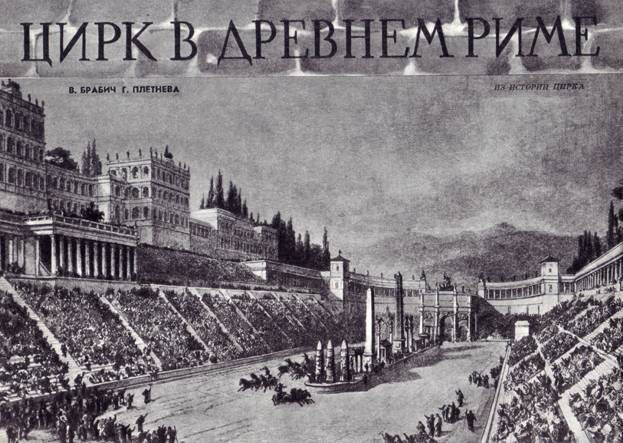 ЦИРК В ДРЕВНЕМ РИМЕ
В. БРАБИЧ Г. ПЛЕТНЕВА
ИЗ ИСТОРИИ ЦИРКА